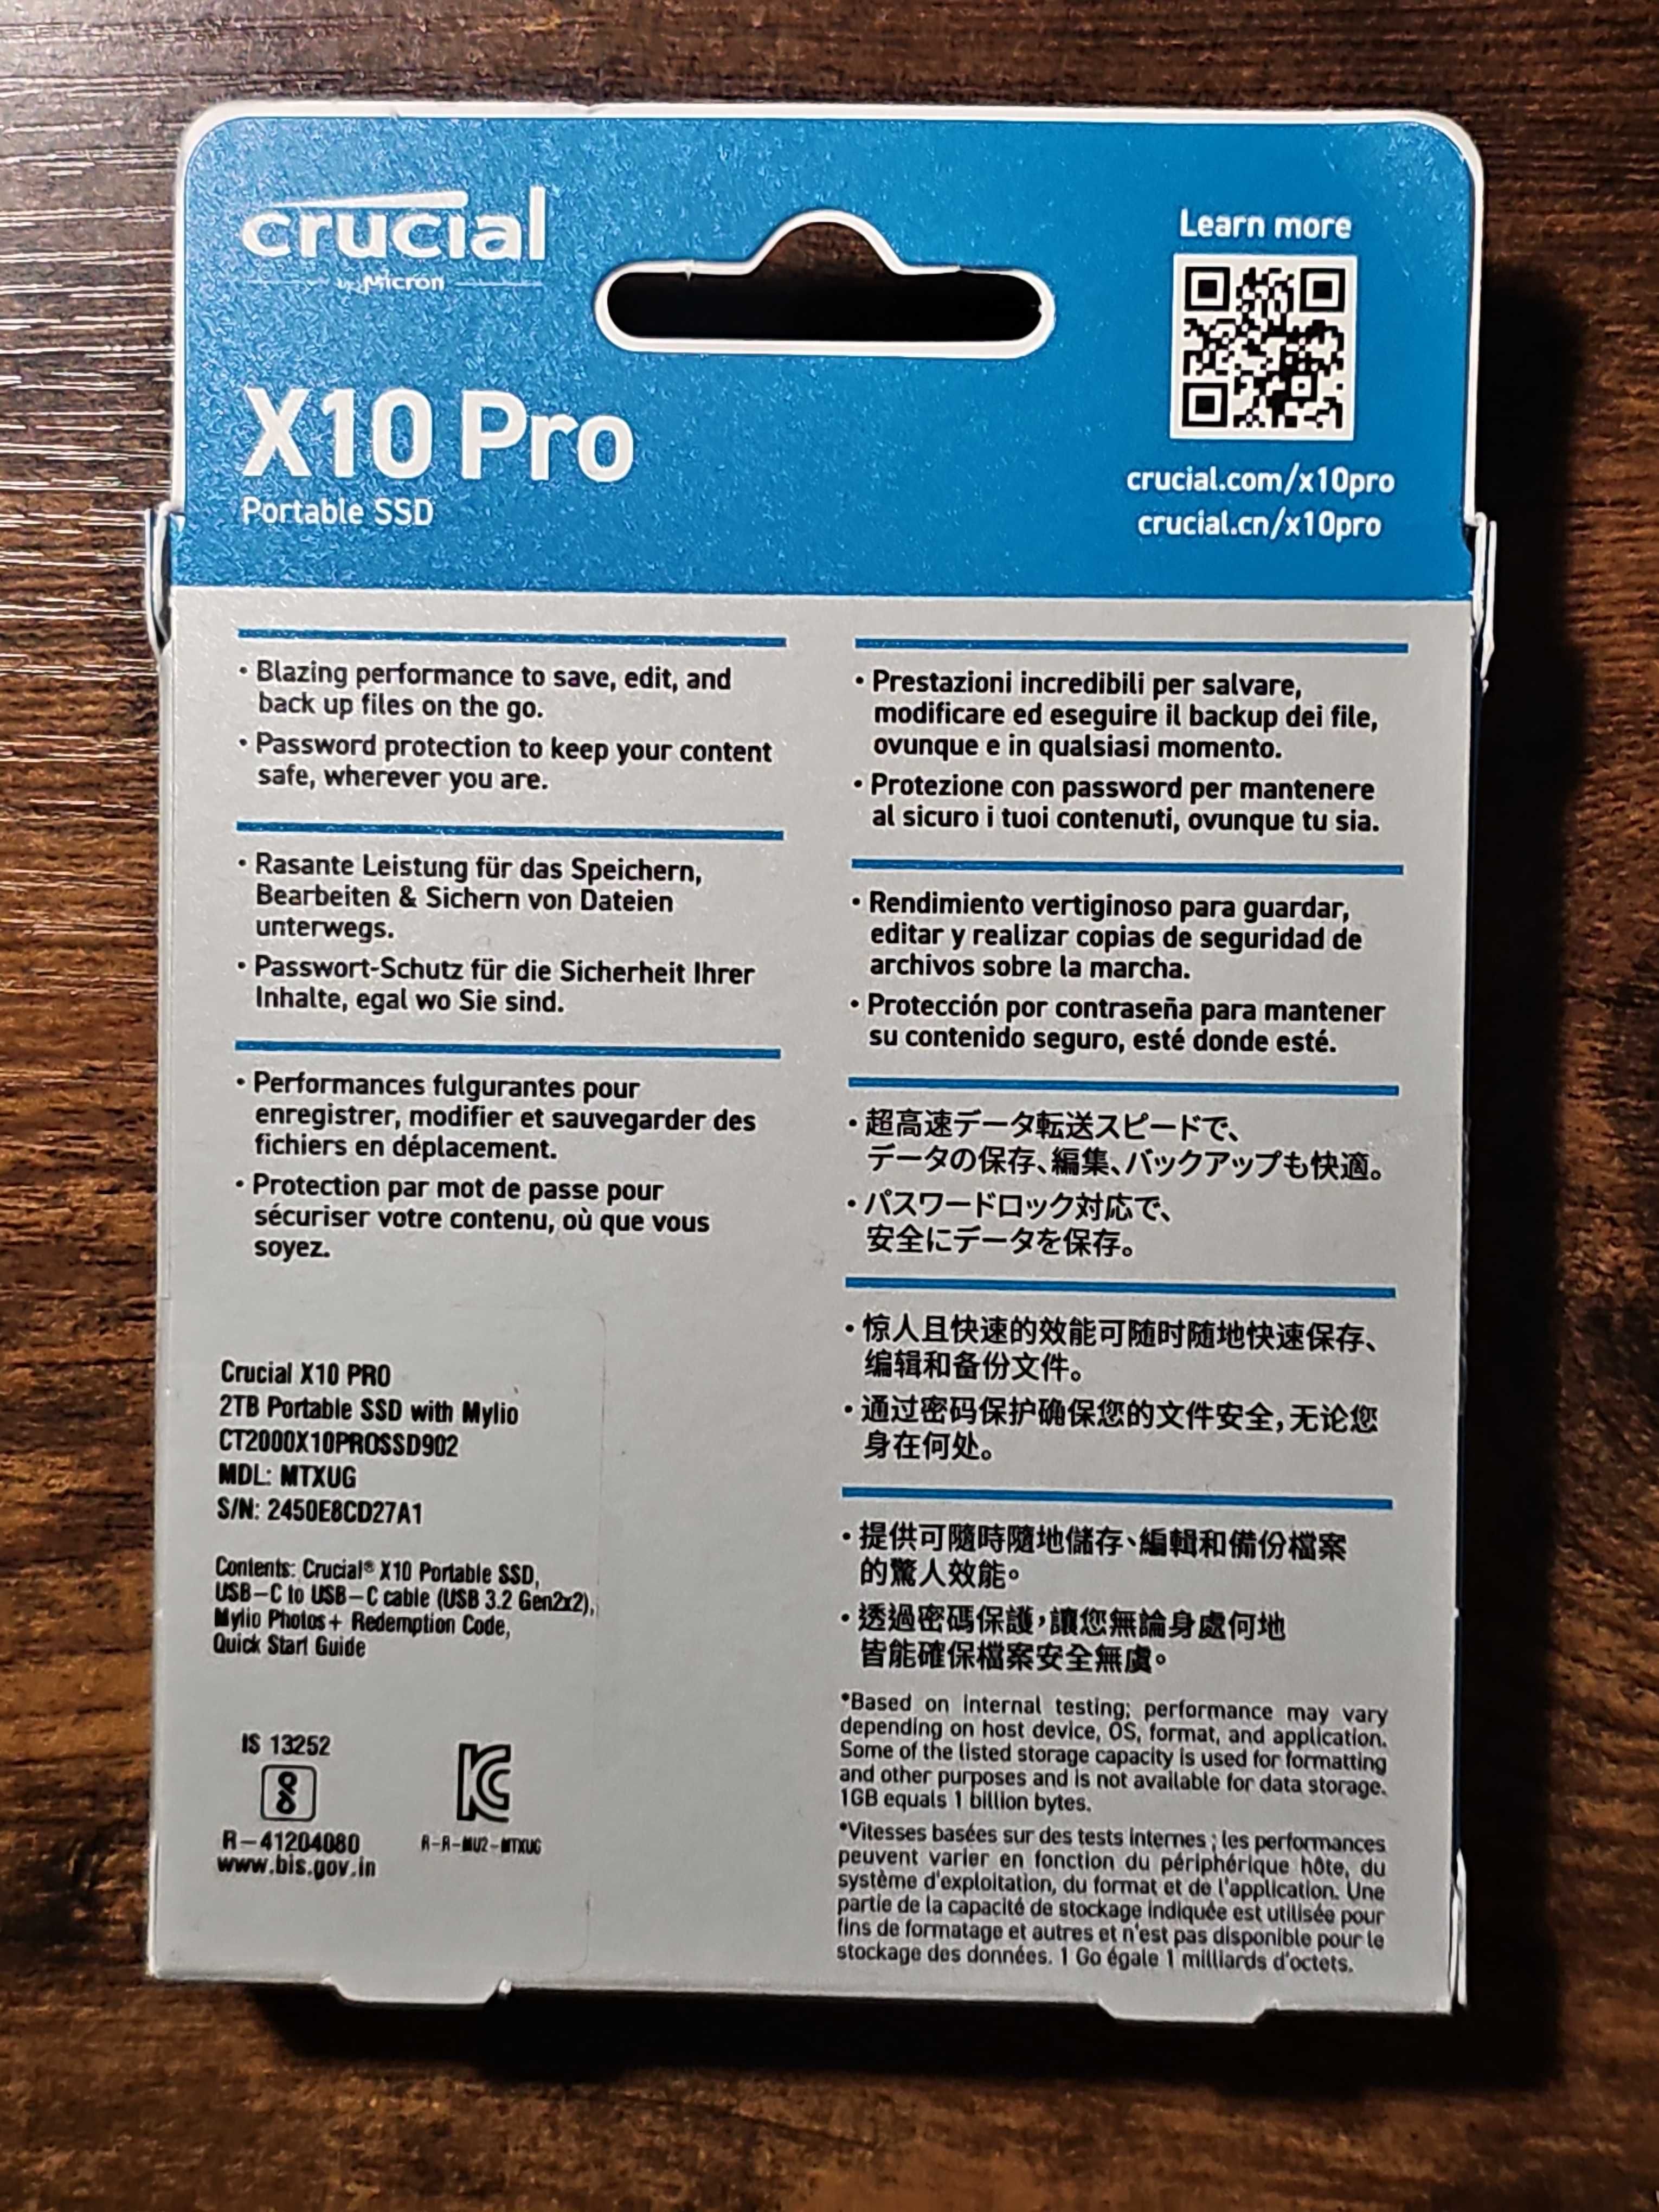 crucial
by Micron
X10 Pro
Portable SSD
Learn more
crucial.com/x10pro
crucial.cn/x10pro
• Blazing performance to save, edit, and
back up files on the go.
• Password protection to keep your content
safe, wherever you are.
• Rasante Leistung für das Speichern,
Bearbeiten & Sichern von Dateien
unterwegs.
• Passwort-Schutz für die Sicherheit Ihrer
Inhalte, egal wo Sie sind.
• Performances fulgurantes pour
enregistrer, modifier et sauvegarder des
fichiers en déplacement.
• Protection par mot de passe pour
sécuriser votre contenu, où que vous
soyez.
Crucial X10 PRO
2TB Portable SSD with Mylio
CT2000X10PROSSD902
MDL: MTXUG
S/N: 2450E8CD27A1
Contents: Crucial® X10 Portable SSD,
USB-C to USB-C cable (USB 3.2 Gen2x2),
Mylio Photos+ Redemption Code,
Quick Start Guide
IS 13252
R-41204080
www.bis.gov.in
R-R-MU2-MTXUG
• Prestazioni incredibili per salvare,
modificare ed eseguire il backup dei file,
ovunque e in qualsiasi momento.
• Protezione con password per mantenere
al sicuro i tuoi contenuti, ovunque tu sia.
• Rendimiento vertiginoso para guardar,
editar y realizar copias de seguridad de
archivos sobre la marcha.
• Protección por contraseña para mantener
su contenido seguro, esté donde esté.
• 超高速データ転送スピードで、
データの保存、編集、バックアップも快適。
• パスワードロック対応で、
安全にデータを保存。
• 惊人且快速的效能可随时随地快速保存、
编辑和备份文件。
• 通过密码保护确保您的文件安全,无论您
身在何处。
• 提供可隨時隨地儲存、編輯和備份檔案
的驚人效能。
• 透過密碼保護,讓您無論身處何地
皆能確保檔案安全無虞。
*Based on internal testing; performance may vary
depending on host device, OS, format, and application.
Some of the listed storage capacity is used for formatting
and other purposes and is not available for data storage.
1GB equals 1 billion bytes.
*Vitesses basées sur des tests internes ; les performances
peuvent varier en fonction du périphérique hôte, du
système d'exploitation, du format et de l'application. Une
partie de la capacité de stockage indiquée est utilisée pour
fins de formatage et autres et n'est pas disponible pour le
stockage des données. 1 Go égale 1 milliards d'octets.